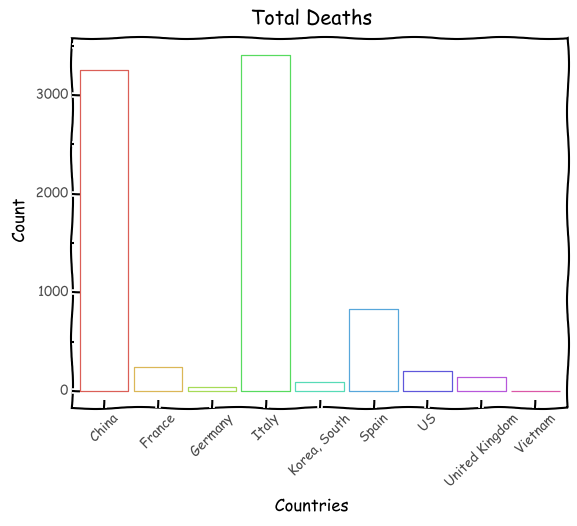 Total Deaths
Count
3000
2000
1000
0
China
France
Germany
Italy
Korea, South
Spain
US
United Kingdom
Vietnam
Countries